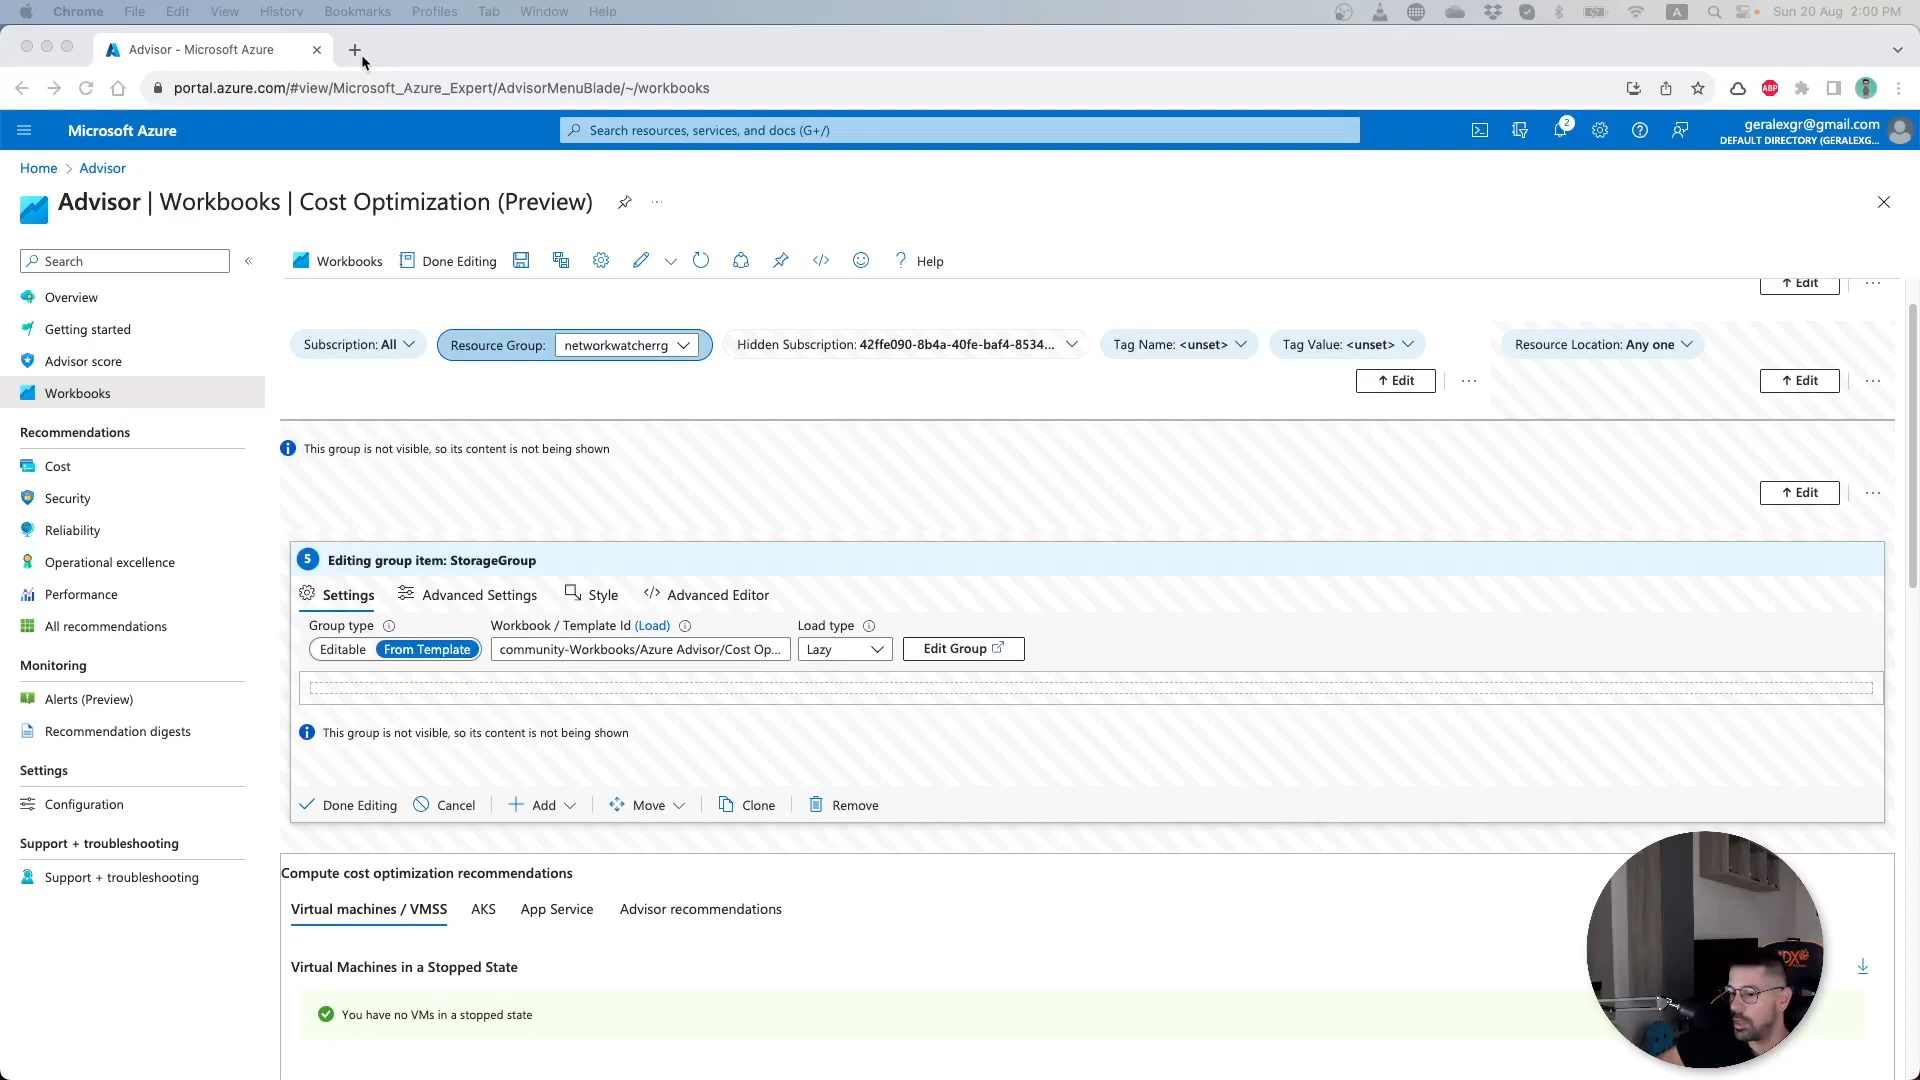 Chrome File Edit View History Bookmarks Profiles Tab Window Help
A Sun 20 Aug 2:00 PM
Advisor - Microsoft Azure
portal.azure.com/#view/Microsoft_Azure_Expert/AdvisorMenuBlade/~/workbooks
ABP
Microsoft Azure
Search resources, services, and docs (G+/)
2
geralexgr@gmail.com
DEFAULT DIRECTORY (GERALEXG...
Home > Advisor
Advisor | Workbooks | Cost Optimization (Preview)
Search
Workbooks Done Editing Help
Overview
Getting started
Advisor score
Workbooks
Recommendations
Cost
Security
Reliability
Operational excellence
Performance
All recommendations
Monitoring
Alerts (Preview)
Recommendation digests
Settings
Configuration
Support + troubleshooting
Support + troubleshooting
↑ Edit
Subscription: All
Resource Group: networkwatcherrg
Hidden Subscription: 42ffe090-8b4a-40fe-baf4-8534...
Tag Name: <unset>
Tag Value: <unset>
Resource Location: Any one
↑ Edit
↑ Edit
This group is not visible, so its content is not being shown
↑ Edit
5 Editing group item: StorageGroup
Settings Advanced Settings Style Advanced Editor
Group type Workbook / Template Id (Load) Load type
Editable From Template community-Workbooks/Azure Advisor/Cost Op... Lazy Edit Group
This group is not visible, so its content is not being shown
Done Editing Cancel Add Move Clone Remove
Compute cost optimization recommendations
Virtual machines / VMSS AKS App Service Advisor recommendations
Virtual Machines in a Stopped State
You have no VMs in a stopped state